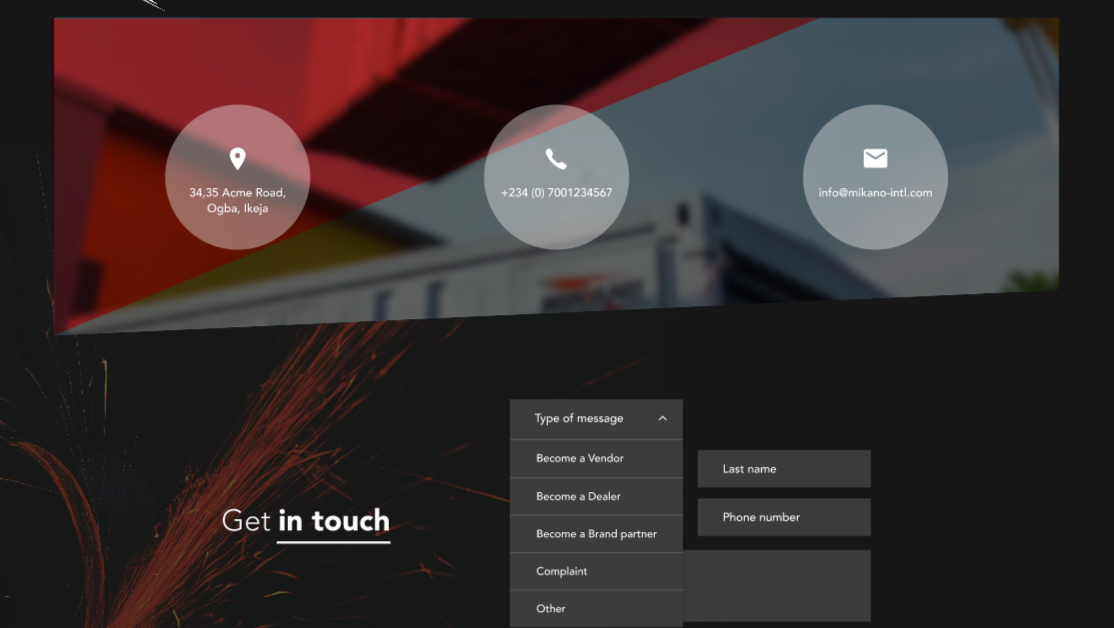 34,35 Acme Road,
Ogba, Ikeja
+234 (0) 7001234567
info@mikano-intl.com
Type of message
Become a Vendor
Become a Dealer
Become a Brand partner
Complaint
Other
Last name
Phone number
Get in touch